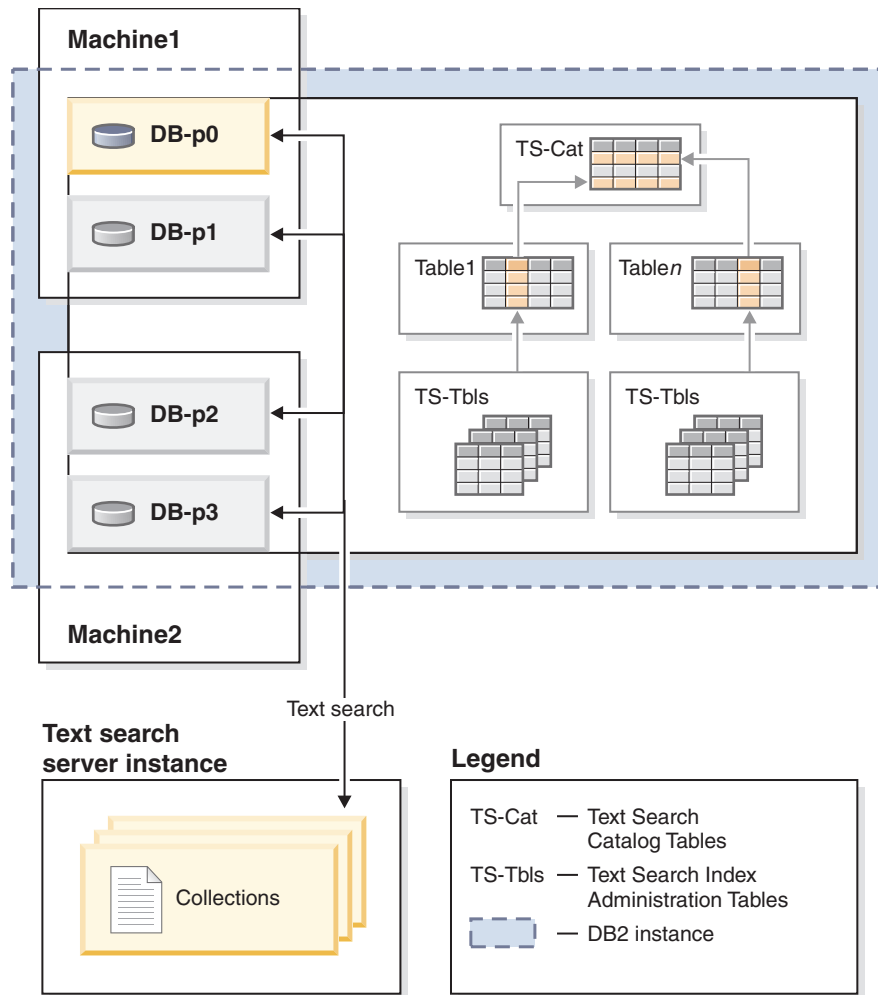 Machine1
DB-p0
DB-p1
DB-p2
DB-p3
Machine2
TS-Cat
Table1
Tablen
TS-Tbls
TS-Tbls
Text search
Text search
server instance
Collections
Legend
TS-Cat — Text Search
Catalog Tables
TS-Tbls — Text Search Index
Administration Tables
— DB2 instance